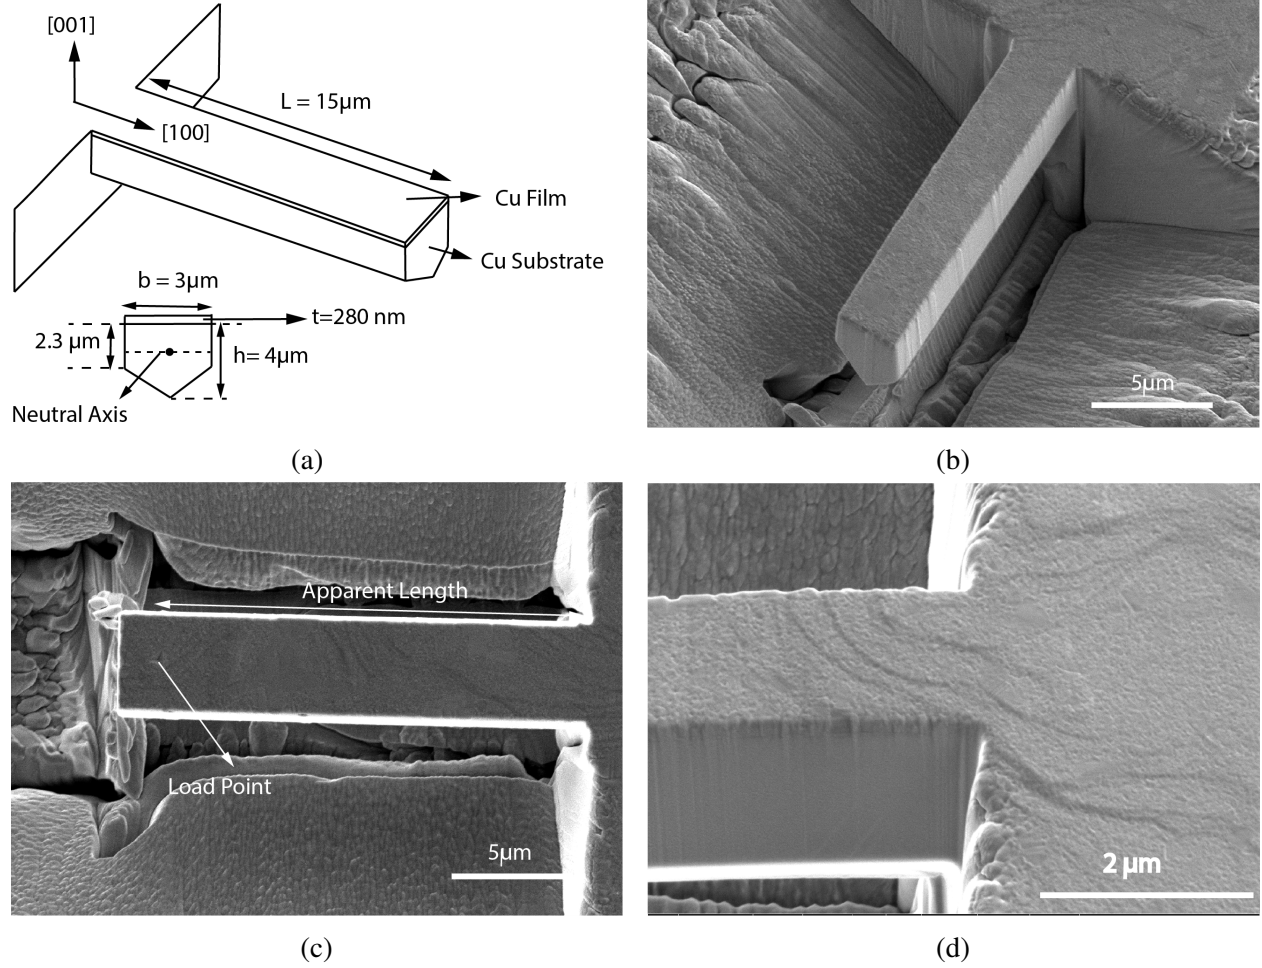 [001]
L = 15µm
[100]
Cu Film
Cu Substrate
b = 3µm
t=280 nm
2.3 µm
h= 4µm
Neutral Axis
(a)
5µm
(b)
Apparent Length
Load Point
5µm
(c)
2 µm
(d)